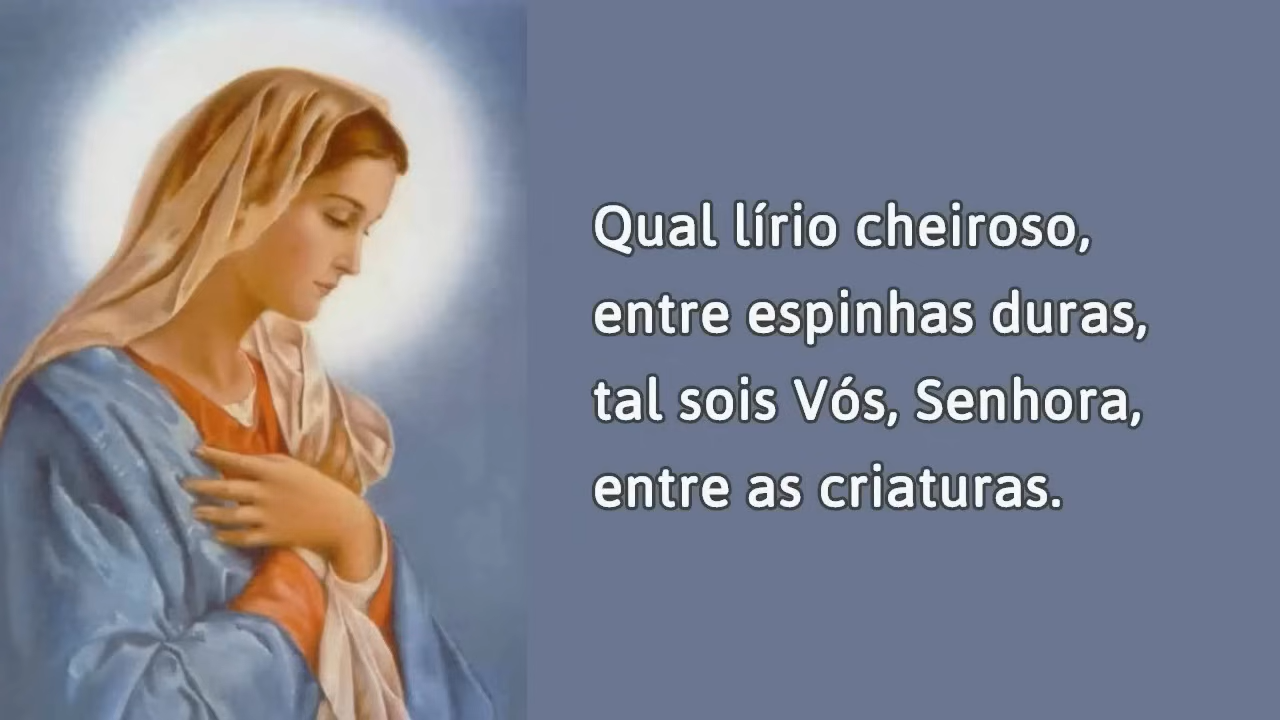 Qual lírio cheiroso,
entre espinhas duras,
tal sois Vós, Senhora,
entre as criaturas.